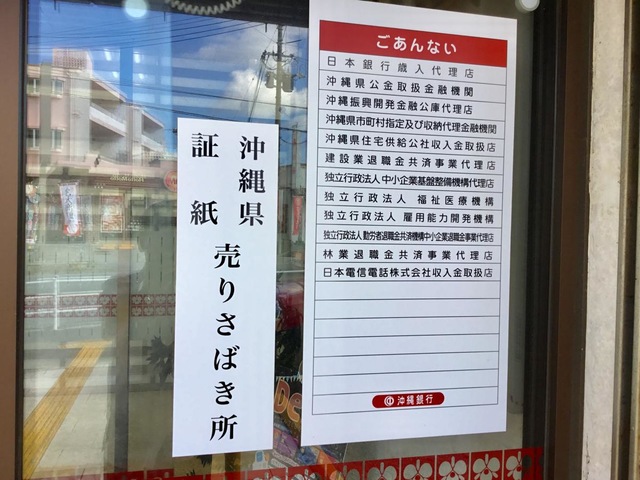 沖縄県
証紙
売りさばき所
ごあんない
日本銀行歳入代理店
沖縄県公金取扱金融機関
沖縄振興開発金融公庫代理店
沖縄県市町村指定及び収納代理金融機関
沖縄県住宅供給公社収入金取扱店
建設業退職金共済事業代理店
独立行政法人中小企業基盤整備機構代理店
独立行政法人 福祉医療機構
独立行政法人 雇用能力開発機構
独立行政法人勤労者退職金共済機構中小企業退職金事業代理店
林業退職金共済事業代理店
日本電信電話株式会社収入金取扱店
沖縄銀行